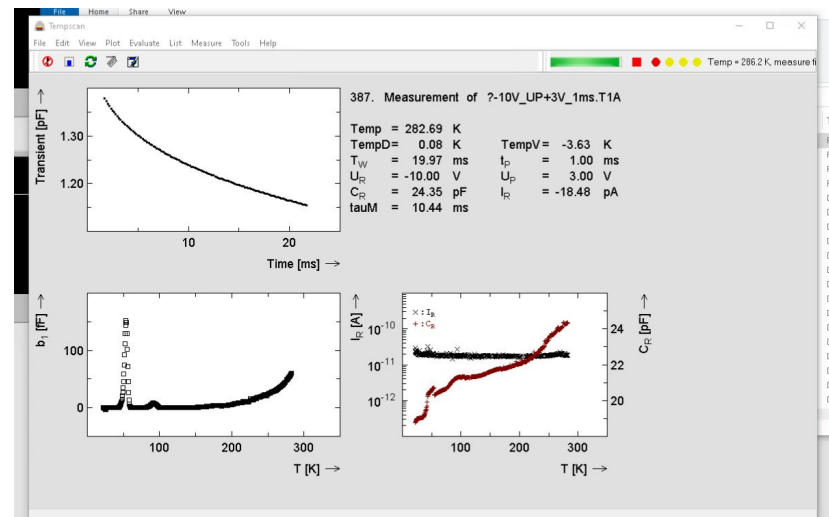 File Home Share View
Tempscan
File Edit View Plot Evaluate List Measure Tools Help
Temp = 286.2 K, measure fi
387. Measurement of ?-10V_UP+3V_1ms.T1A
Temp = 282.69 K
TempD= 0.08 K TempV= -3.63 K
TW = 19.97 ms tP = 1.00 ms
UR = -10.00 V UP = 3.00 V
CR = 24.35 pF IR = -18.48 pA
tauM = 10.44 ms
Transient [pF] →
1.30
1.20
10 20
Time [ms] →
b1 [fF] →
100
0
100 200 300
T [K] →
IR [A] →
×:IR
+:CR
10-10
10-11
10-12
CR [pF] →
24
22
20
100 200 300
T [K] →